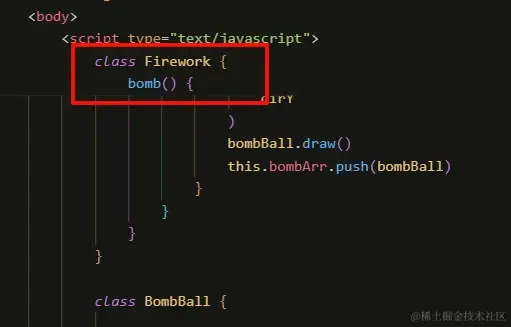 <body>
<script type="text/javascript">
class Firework {
bomb() {
dirY
)
bombBall.draw()
this.bombArr.push(bombBall)
}
}
}
}
class BombBall {
@稀土掘金技术社区